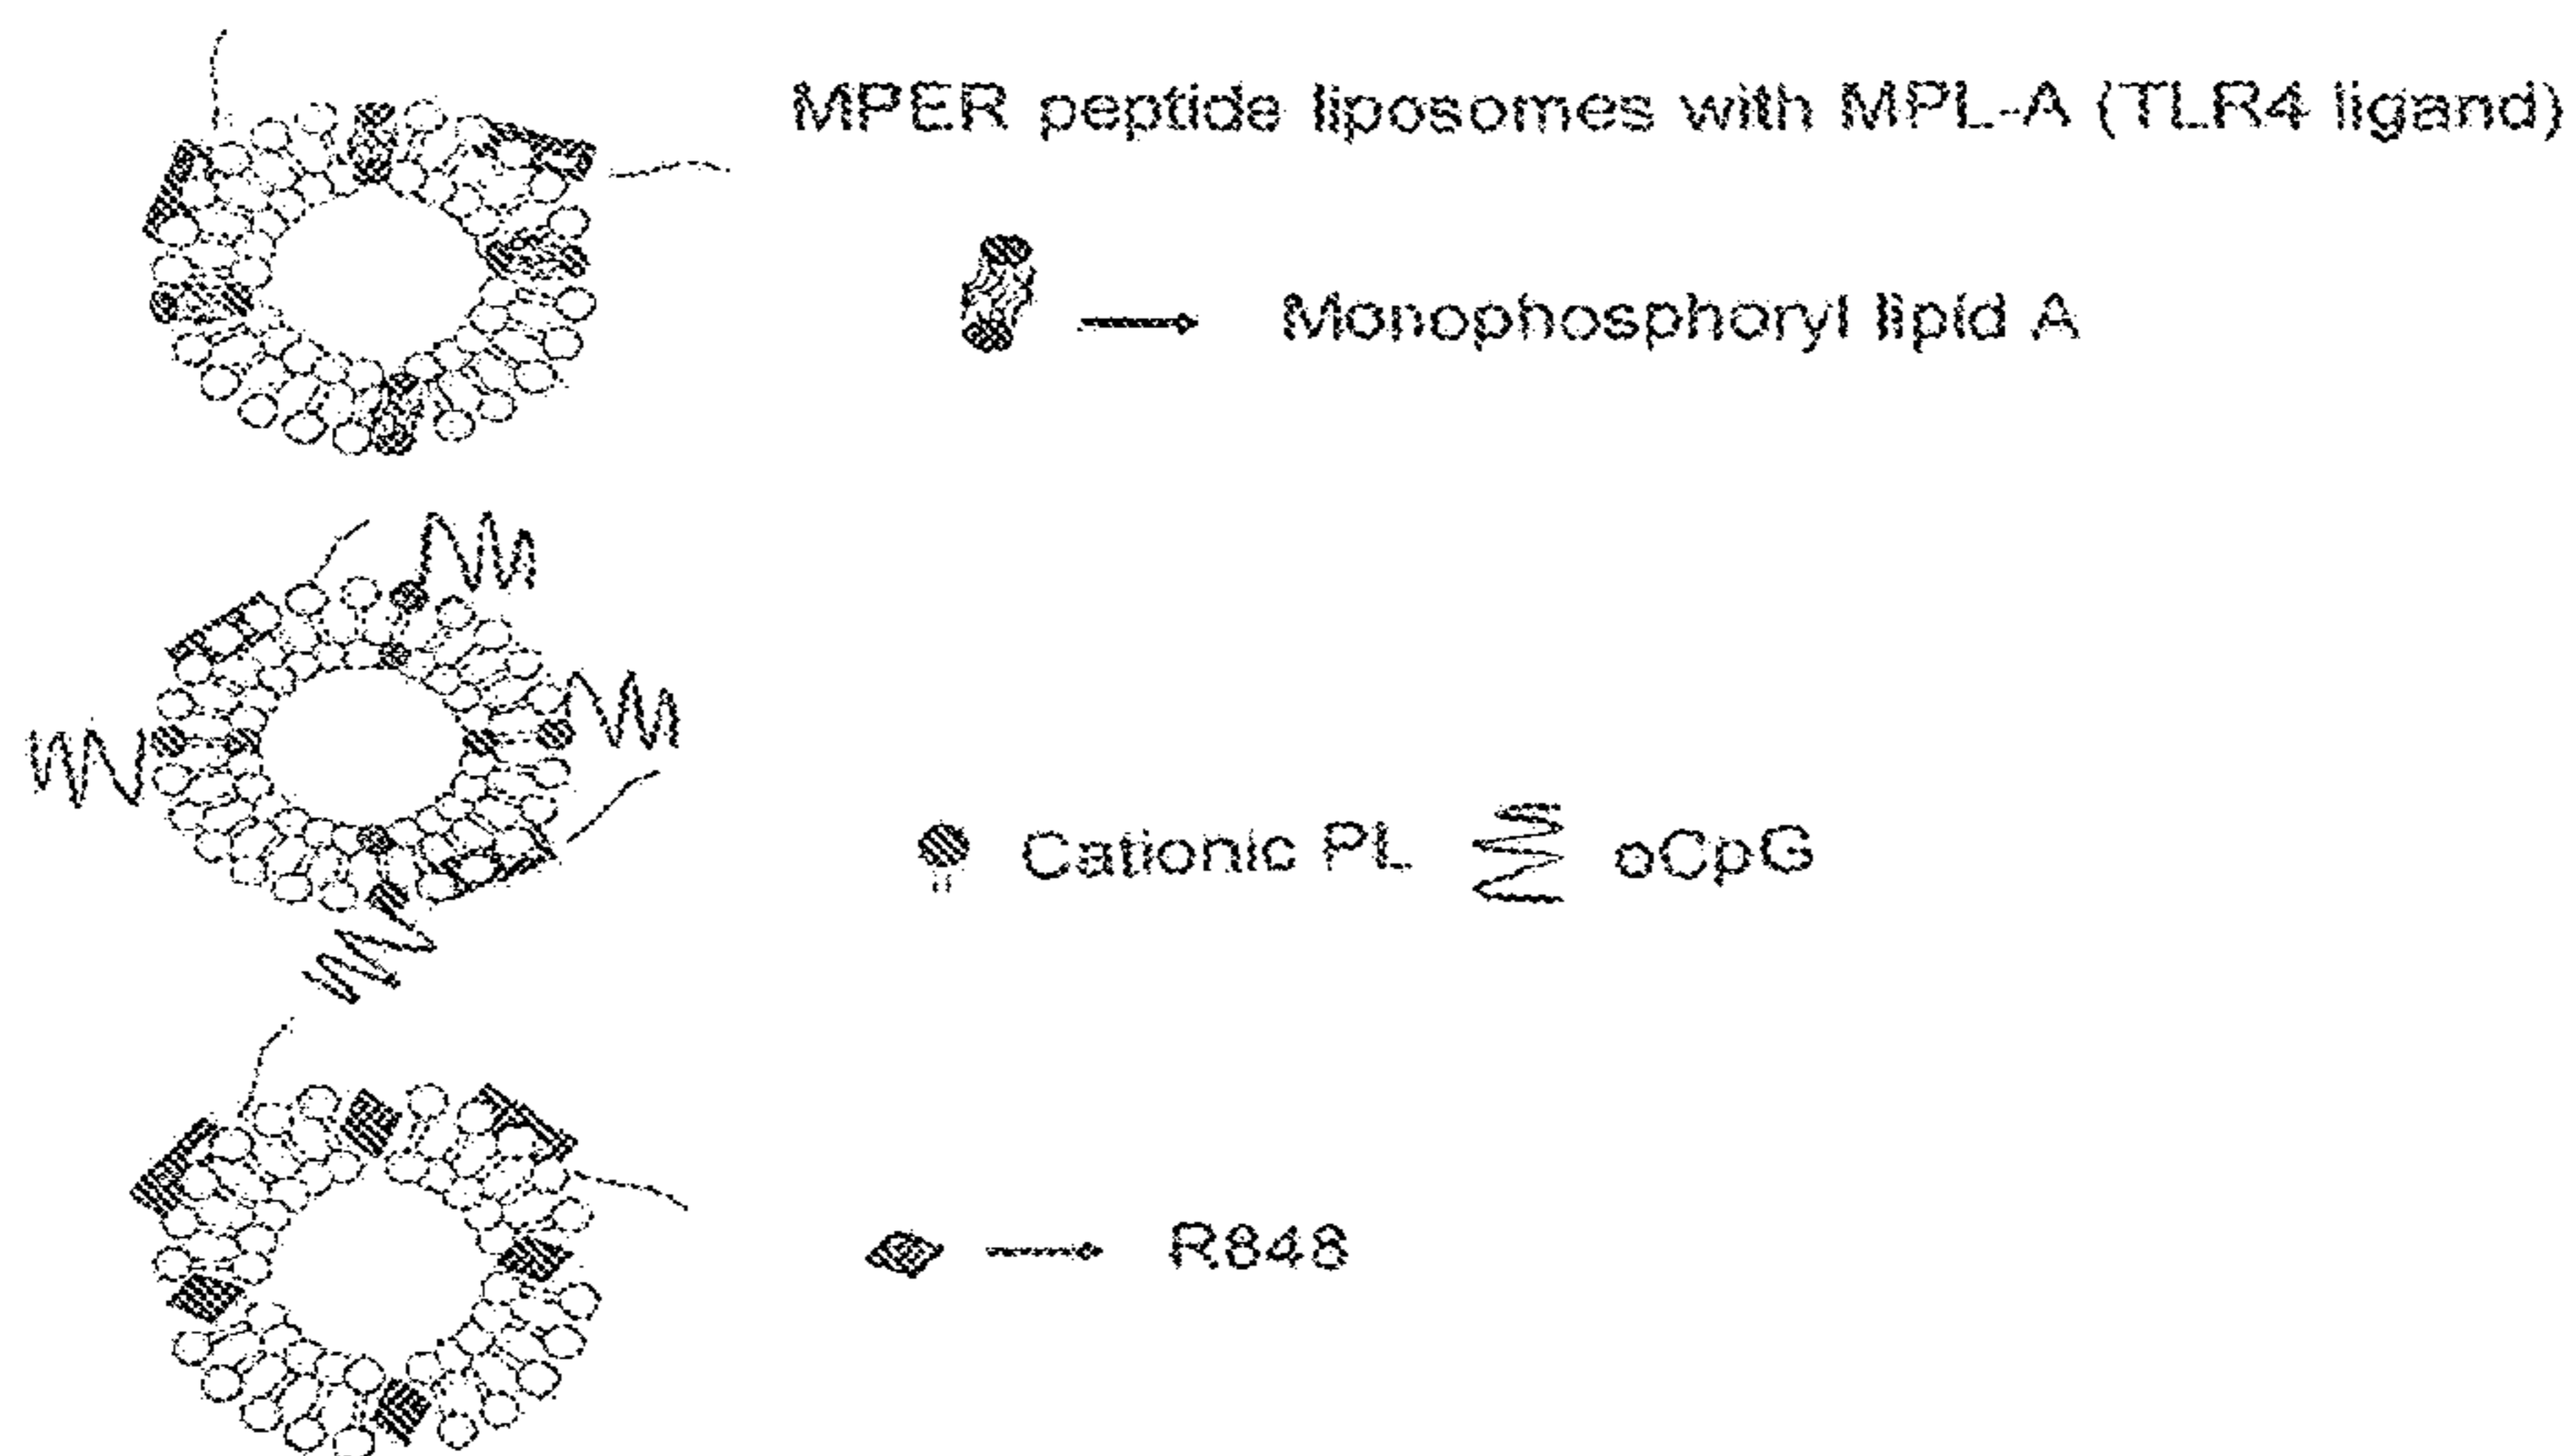 MPER peptide liposomes with MPL-A (TLR4 ligand)
Monophosphoryl lipid A
Cationic PL oCpG
R848